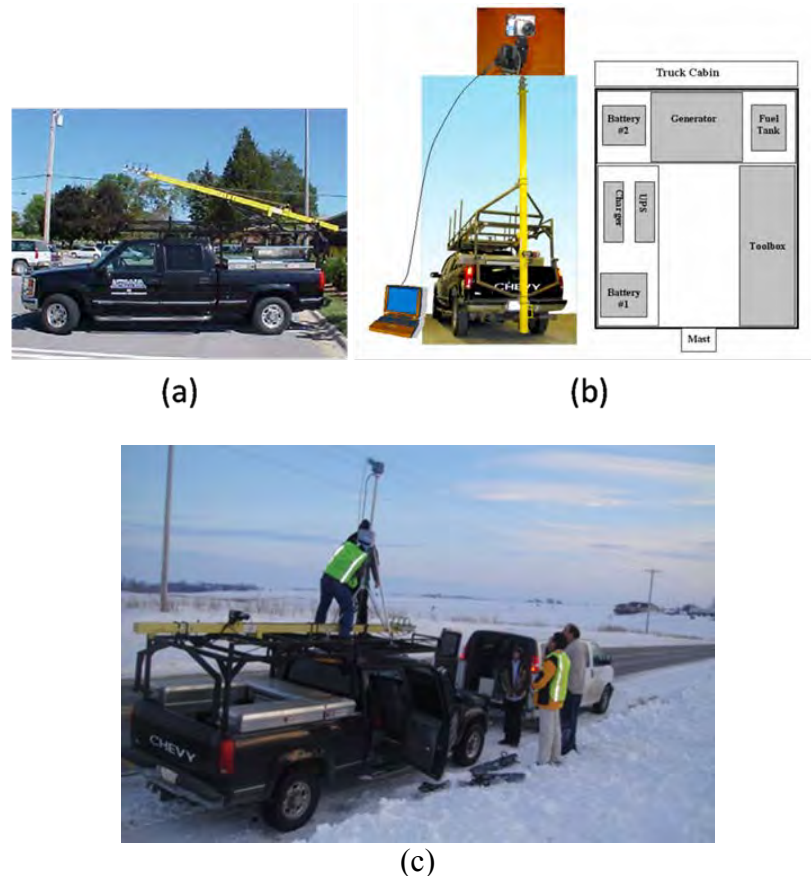 Truck Cabin
Battery
#2
Generator
Fuel
Tank
Charger
UPS
Toolbox
Battery
#1
Mast
CHEVY
(a)
(b)
CHEVY
(c)